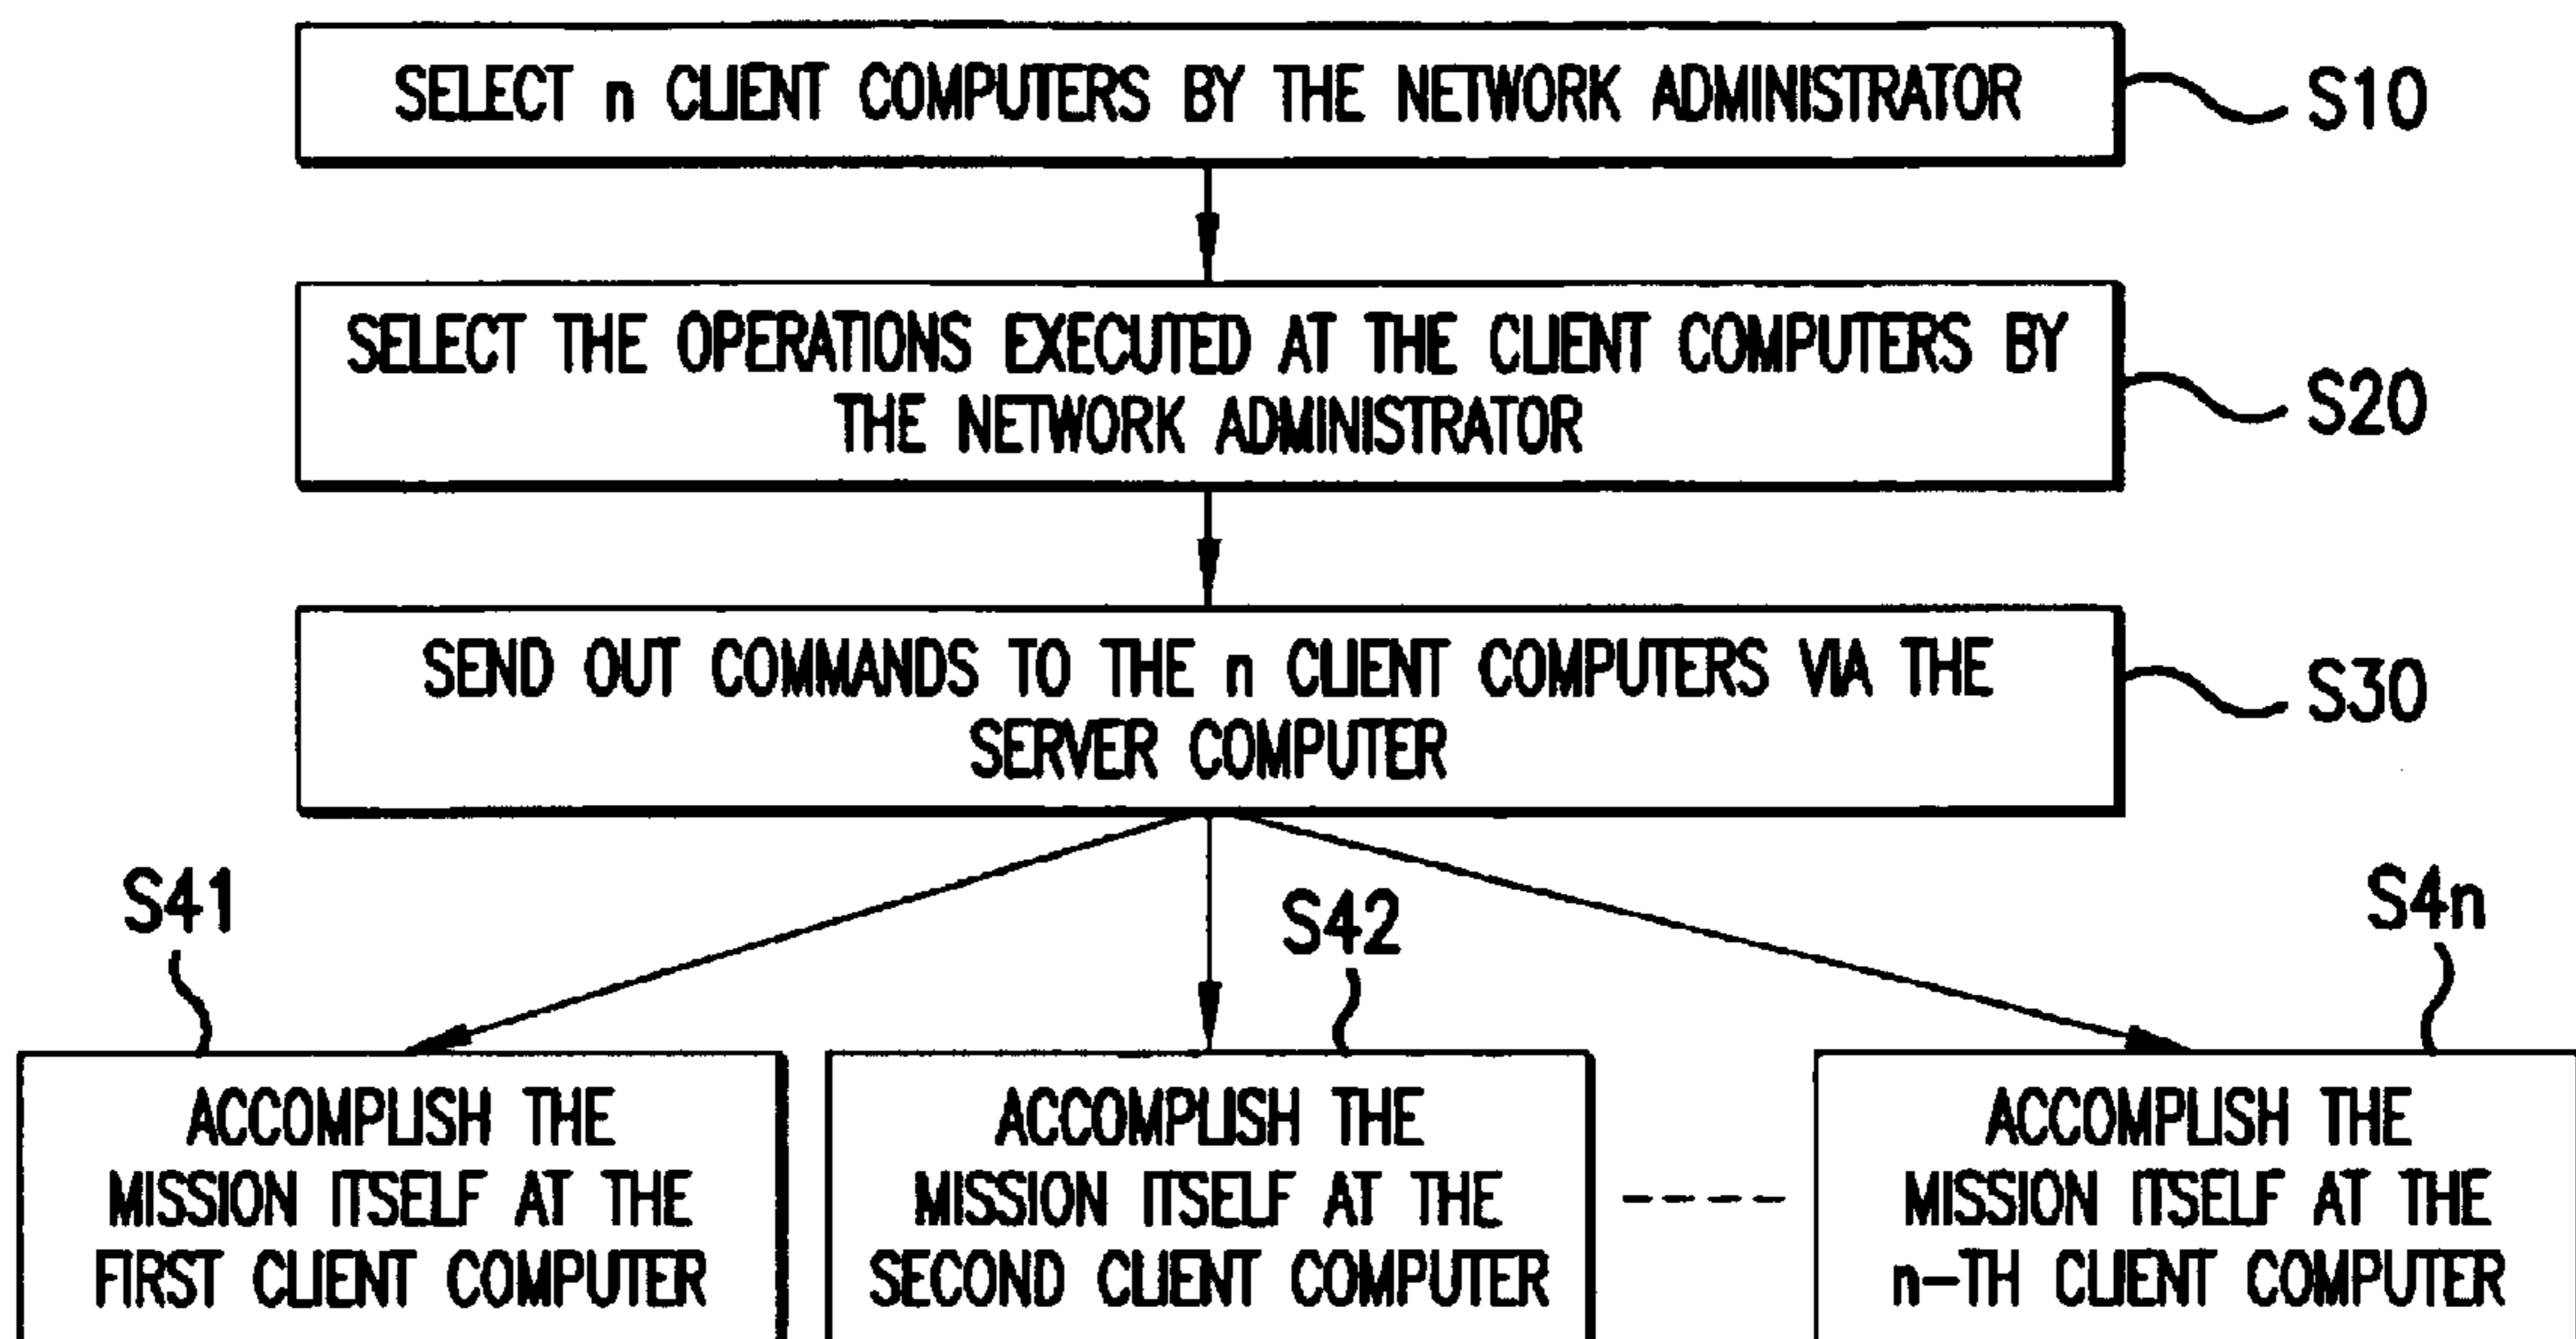 SELECT n CLIENT COMPUTERS BY THE NETWORK ADMINISTRATOR
S10
SELECT THE OPERATIONS EXECUTED AT THE CLIENT COMPUTERS BY
THE NETWORK ADMINISTRATOR
S20
SEND OUT COMMANDS TO THE n CLIENT COMPUTERS VIA THE
SERVER COMPUTER
S30
S41
S42
S4n
ACCOMPLISH THE
MISSION ITSELF AT THE
FIRST CLIENT COMPUTER
ACCOMPLISH THE
MISSION ITSELF AT THE
SECOND CLIENT COMPUTER
ACCOMPLISH THE
MISSION ITSELF AT THE
n-TH CLIENT COMPUTER